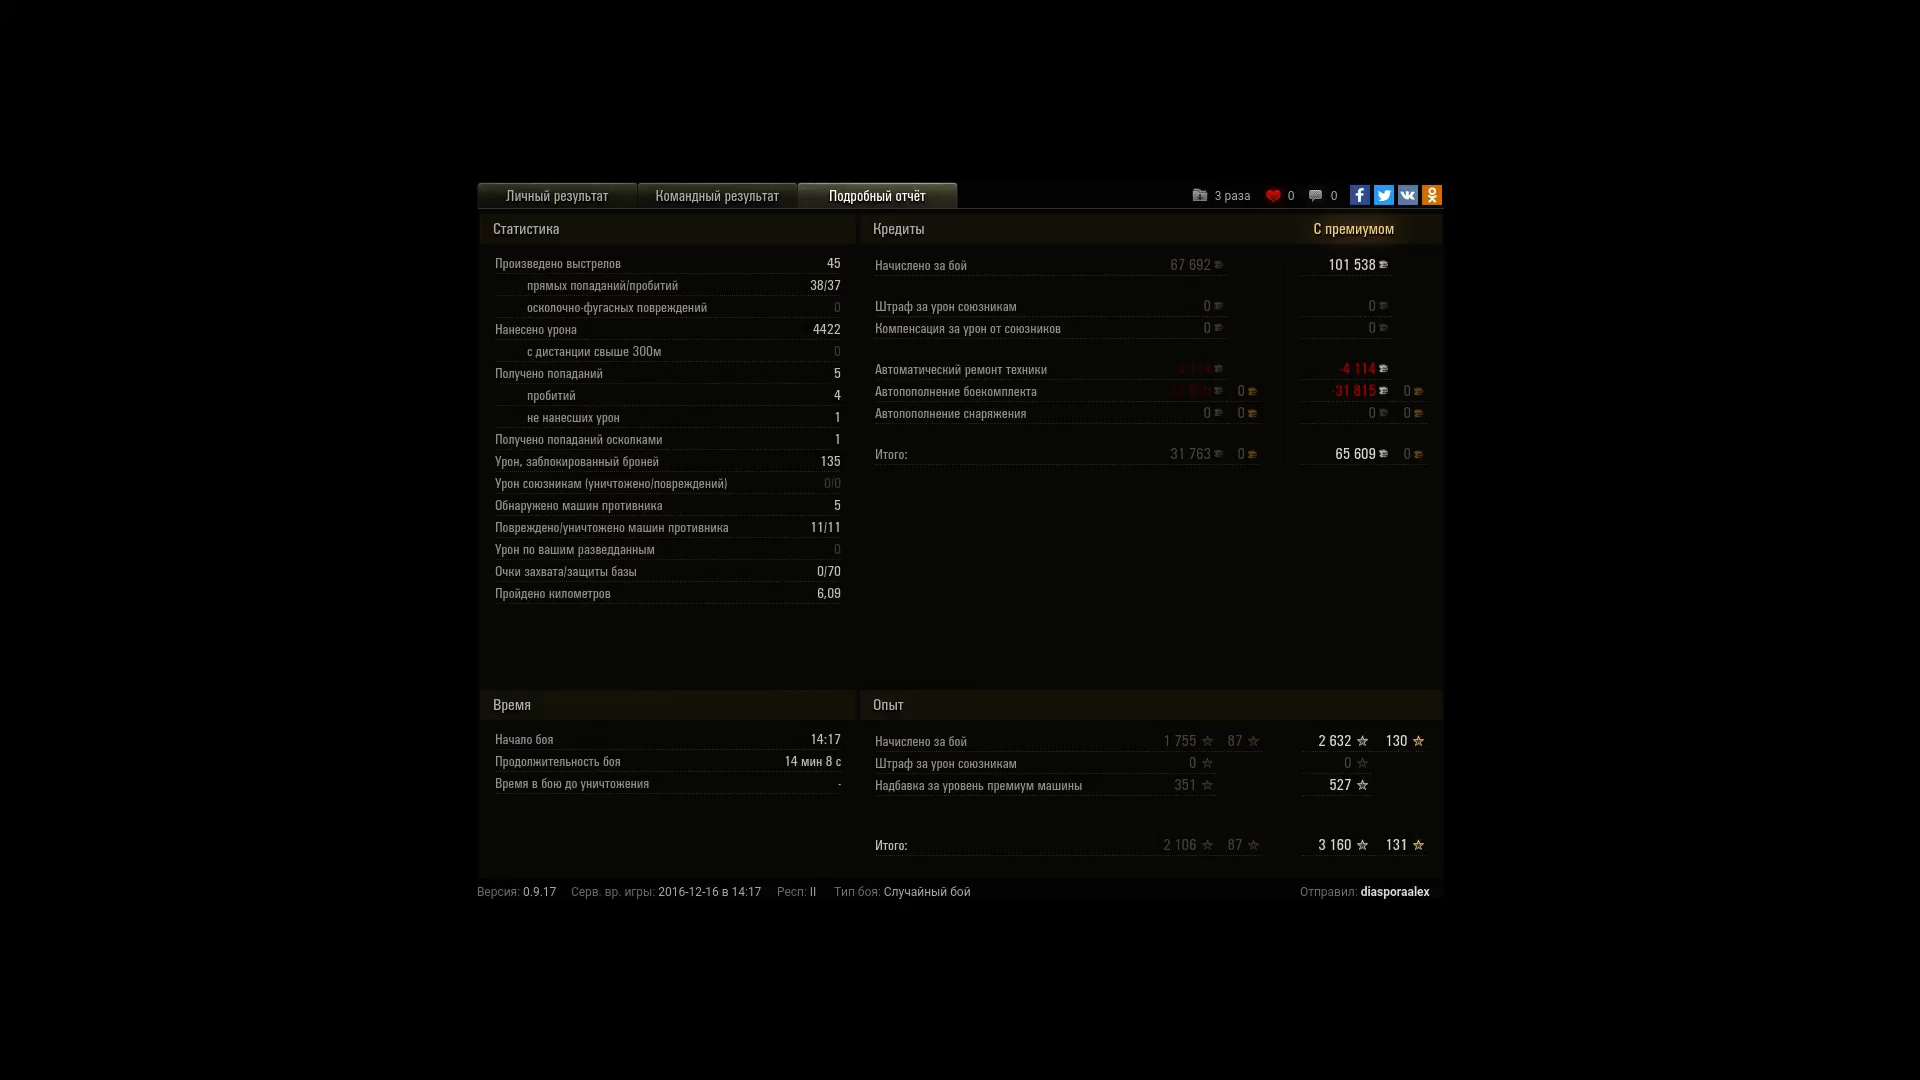 Личный результат Командный результат Подробный отчёт 3 раза 0 0
Статистика
Произведено выстрелов 45
прямых попаданий/пробитий 38/37
осколочно-фугасных повреждений 0
Нанесено урона 4422
с дистанции свыше 300м 0
Получено попаданий 5
пробитий 4
не нанесших урон 1
Получено попаданий осколками 1
Урон, заблокированный броней 135
Урон союзникам (уничтожено/повреждений) 0/0
Обнаружено машин противника 5
Повреждено/уничтожено машин противника 11/11
Урон по вашим разведданным 0
Очки захвата/защиты базы 0/70
Пройдено километров 6,09
Кредиты С премиумом
Начислено за бой 67 692 101 538
Штраф за урон союзникам 0 0
Компенсация за урон от союзников 0 0
Автоматический ремонт техники -4 114
Автопополнение боекомплекта 0 -31 815 0
Автопополнение снаряжения 0 0 0 0
Итого: 31 763 0 65 609 0
Время
Начало боя 14:17
Продолжительность боя 14 мин 8 с
Время в бою до уничтожения -
Опыт
Начислено за бой 1 755 87 2 632 130
Штраф за урон союзникам 0 0
Надбавка за уровень премиум машины 351 527
Итого: 2 106 87 3 160 131
Версия: 0.9.17 Серв. вр. игры: 2016-12-16 в 14:17 Респ: II Тип боя: Случайный бой Отправил: diasporaalex